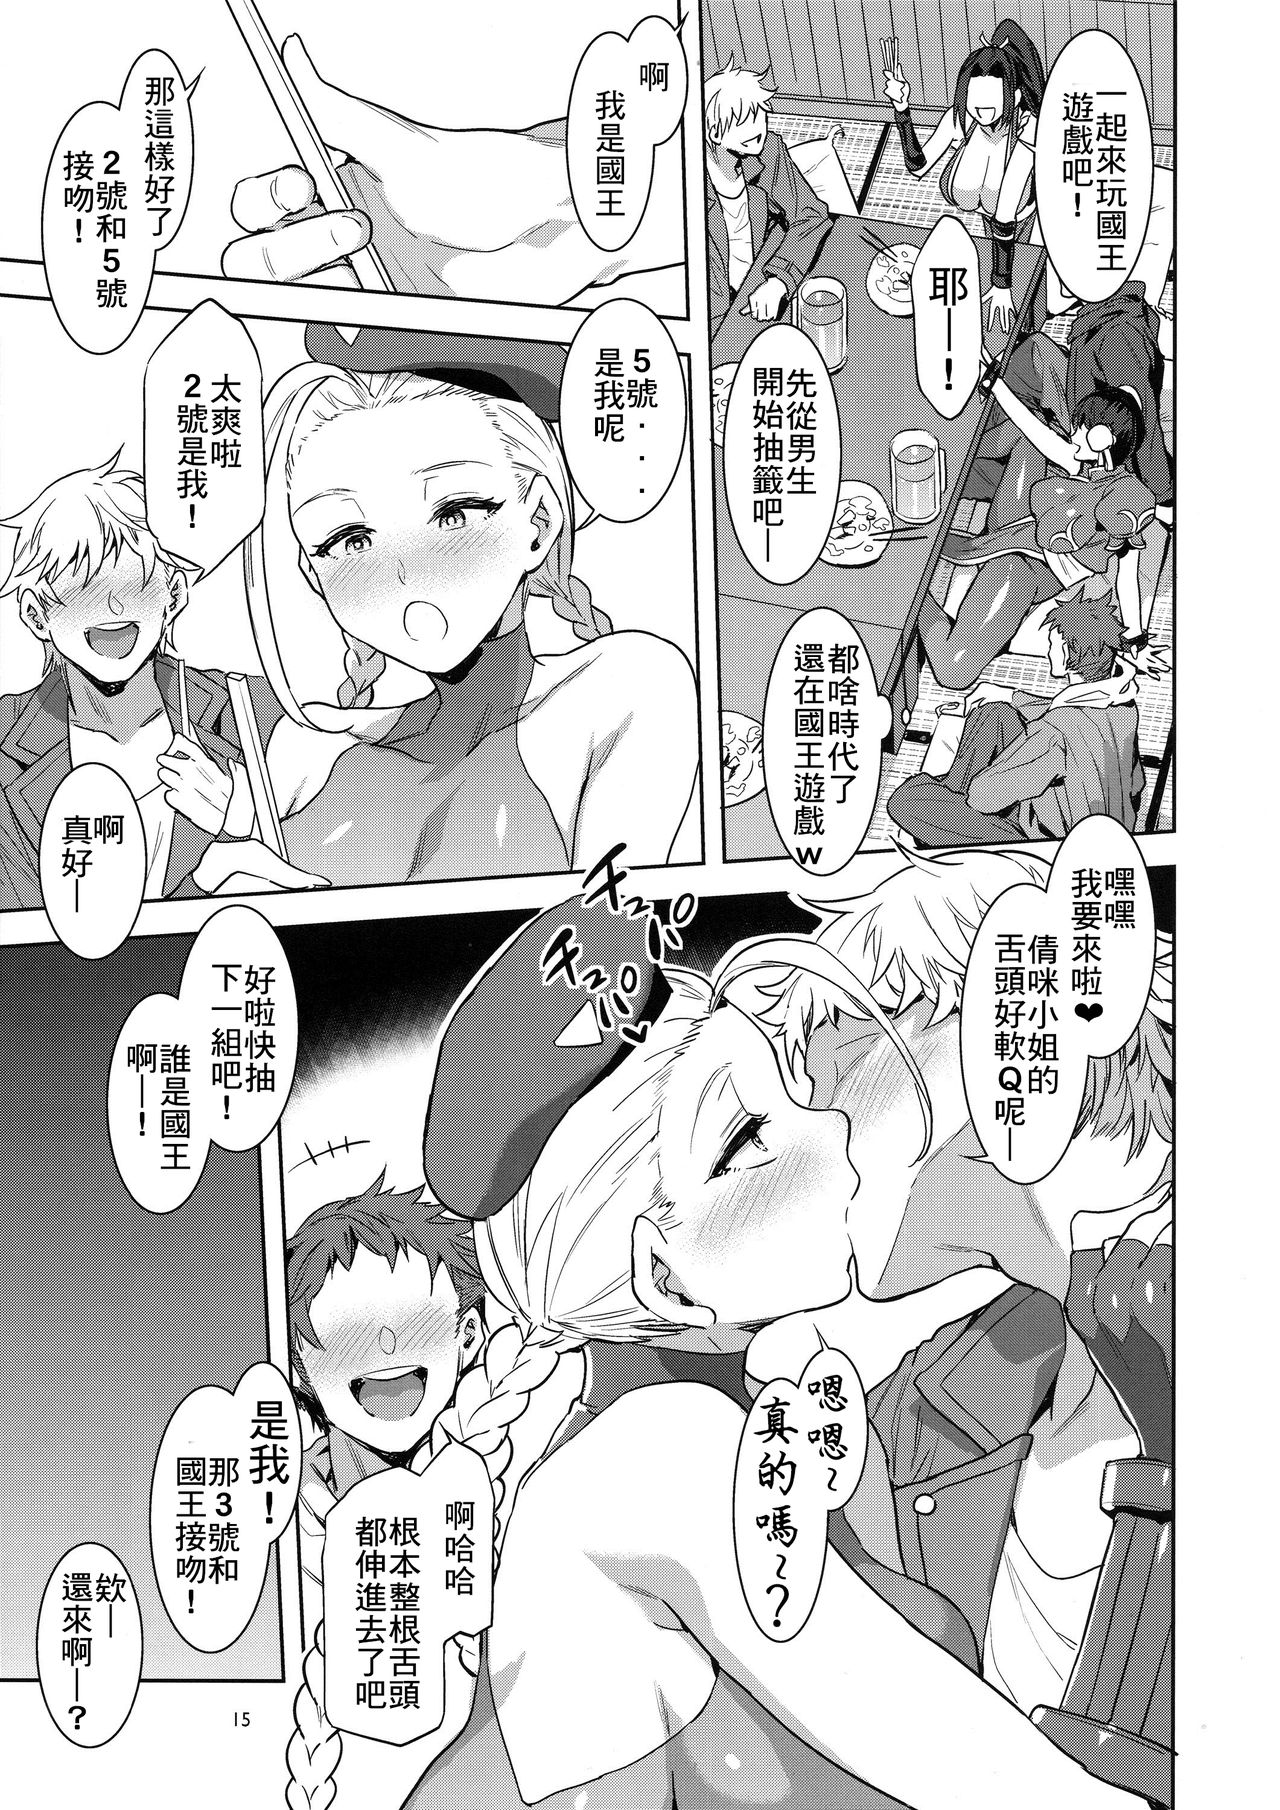 一起來玩國王
遊戲吧！
耶ー！
先從男生
開始抽籤吧ー
都啥時代了
還在國王遊戲w
啊
我是國王
那這樣好了
2號和5號
接吻！
5號...
是我呢
太爽啦
2號是我！
啊
真好ー
嘿嘿
我要來啦❤
倩咪小姐的
舌頭好軟Q呢ー
チュパ
チュパ♥
嗯嗯~
真的嗎~？
好啦快抽
下一組吧！
誰是國王
啊ー！
啊哈哈
根本整根舌頭
都伸進去了吧
是我！
那3號和
國王接吻！
欸ー
還來啊ー？
15